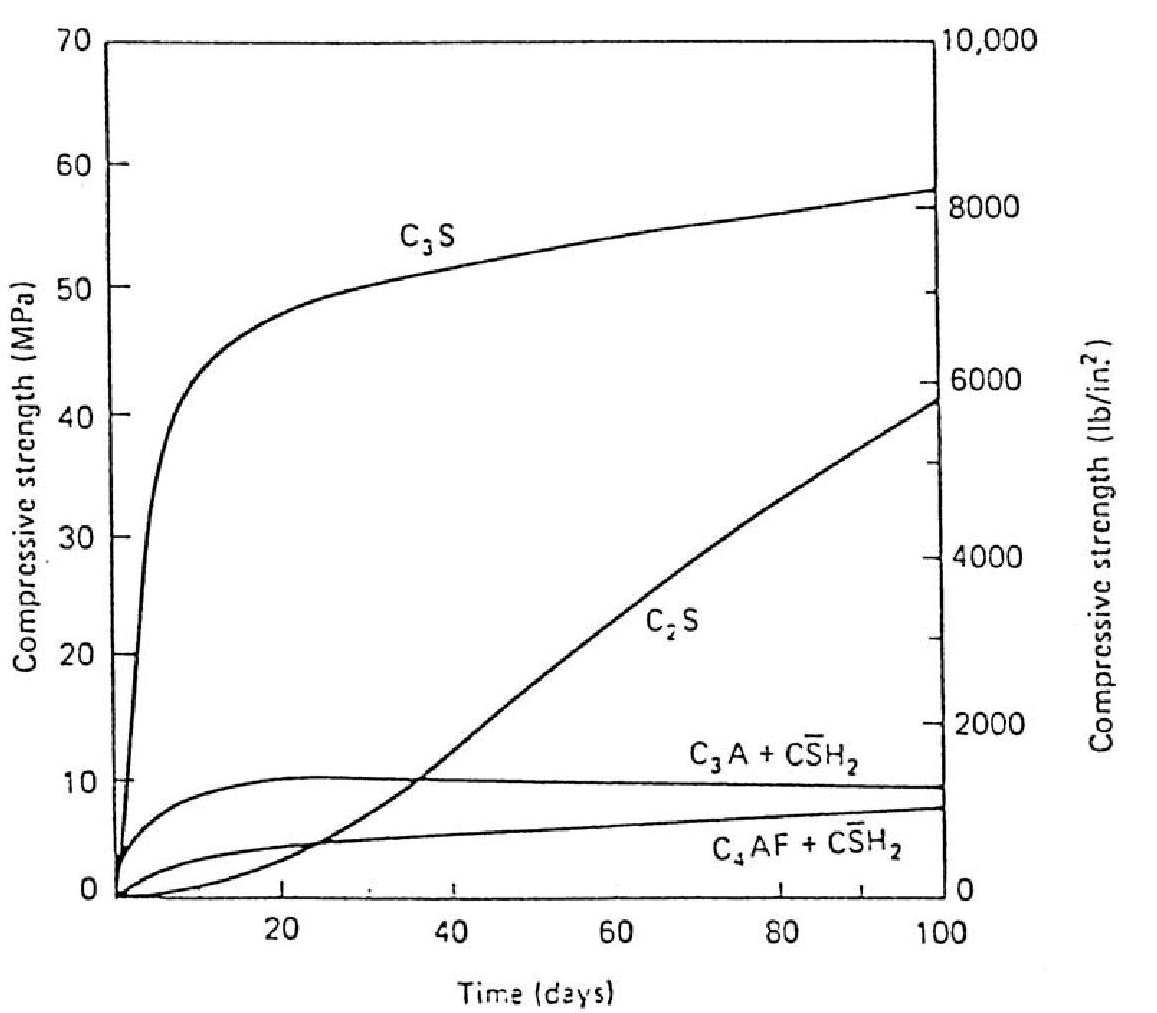 70
60
50
40
30
20
10
0
Compressive strength (MPa)
10,000
8000
6000
4000
2000
0
Compressive strength (lb/in.²)
C₃S
C₂S
C₃A + CS̅H₂
C₄AF + CS̅H₂
20 40 60 80 100
Time (days)